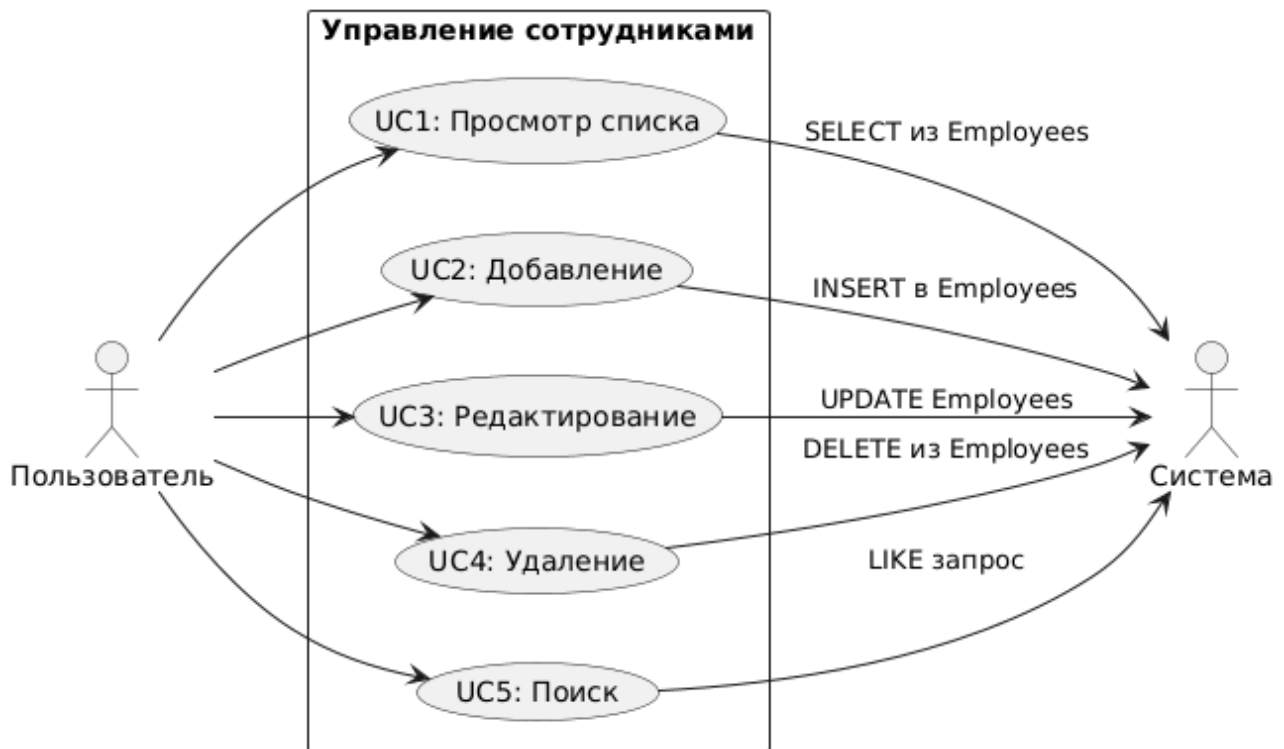 Управление сотрудниками
UC1: Просмотр списка
SELECT из Employees
UC2: Добавление
INSERT в Employees
UC3: Редактирование
UPDATE Employees
DELETE из Employees
Пользователь
Система
UC4: Удаление
LIKE запрос
UC5: Поиск